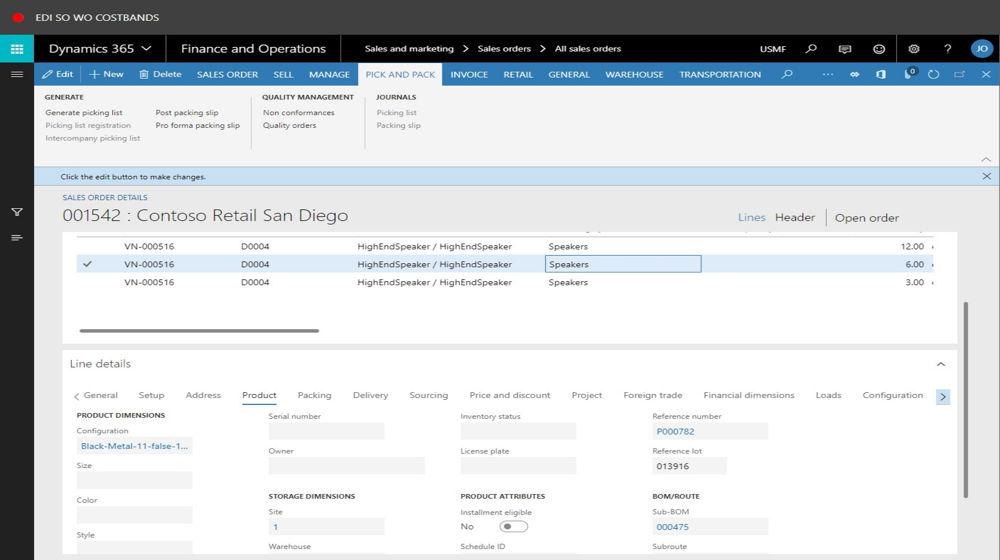 EDI SO WO COSTBANDS
Dynamics 365 Finance and Operations Sales and marketing > Sales orders > All sales orders USMF ? JO
Edit + New Delete SALES ORDER SELL MANAGE PICK AND PACK INVOICE RETAIL GENERAL WAREHOUSE TRANSPORTATION ... 0
GENERATE QUALITY MANAGEMENT JOURNALS
Generate picking list Post packing slip Non conformances Picking list
Picking list registration Pro forma packing slip Quality orders Packing slip
Intercompany picking list
Click the edit button to make changes.
SALES ORDER DETAILS
001542 : Contoso Retail San Diego Lines Header Open order
VN-000516 D0004 HighEndSpeaker / HighEndSpeaker Speakers 12.00
VN-000516 D0004 HighEndSpeaker / HighEndSpeaker Speakers 6.00
VN-000516 D0004 HighEndSpeaker / HighEndSpeaker Speakers 3.00
Line details
General Setup Address Product Packing Delivery Sourcing Price and discount Project Foreign trade Financial dimensions Loads Configuration
PRODUCT DIMENSIONS Serial number Inventory status Reference number
Configuration P000782
Black-Metal-11-false-1... Owner License plate Reference lot
Size 013916
Color STORAGE DIMENSIONS PRODUCT ATTRIBUTES BOM/ROUTE
Site Installment eligible Sub-BOM
1 No 000475
Style Warehouse Schedule ID Subroute